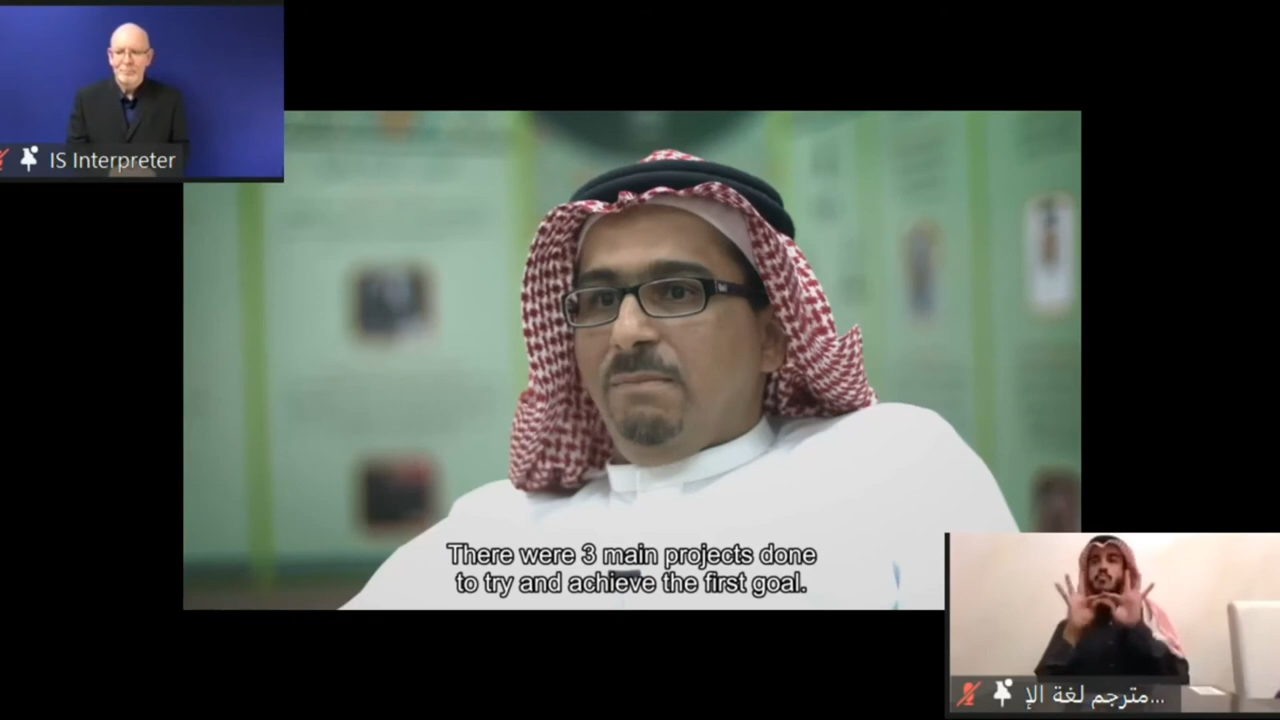 IS Interpreter
There were 3 main projects done
to try and achieve the first goal.
مترجم لغة الإ...